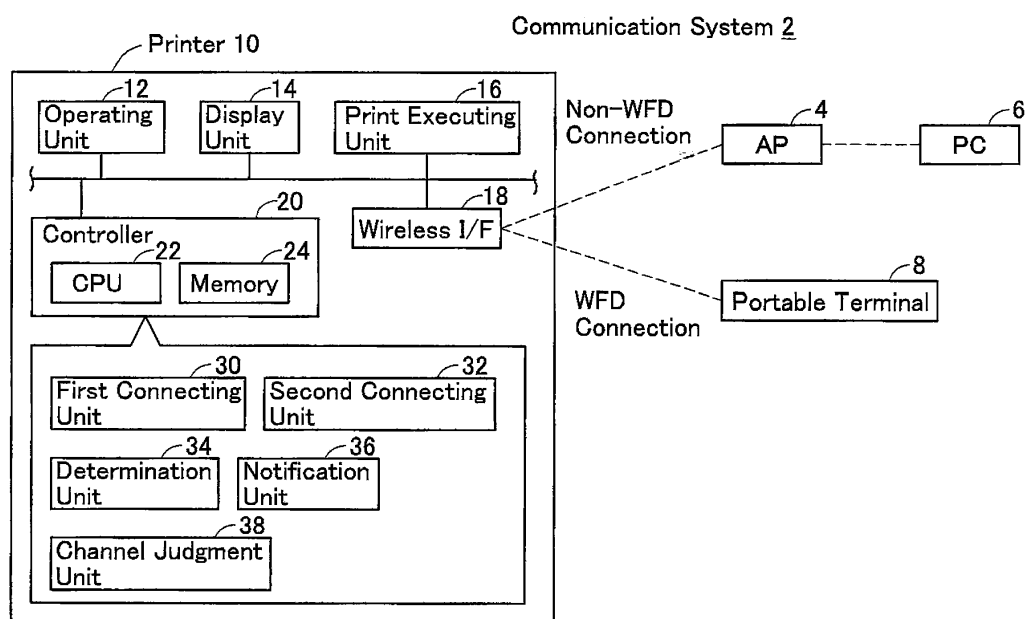 Communication System 2
Printer 10
12
Operating
Unit
14
Display
Unit
16
Print Executing
Unit
Non-WFD
Connection
4
AP
6
PC
18
Wireless I/F
20
Controller
22
CPU
24
Memory
WFD
Connection
8
Portable Terminal
30
First Connecting
Unit
32
Second Connecting
Unit
34
Determination
Unit
36
Notification
Unit
38
Channel Judgment
Unit